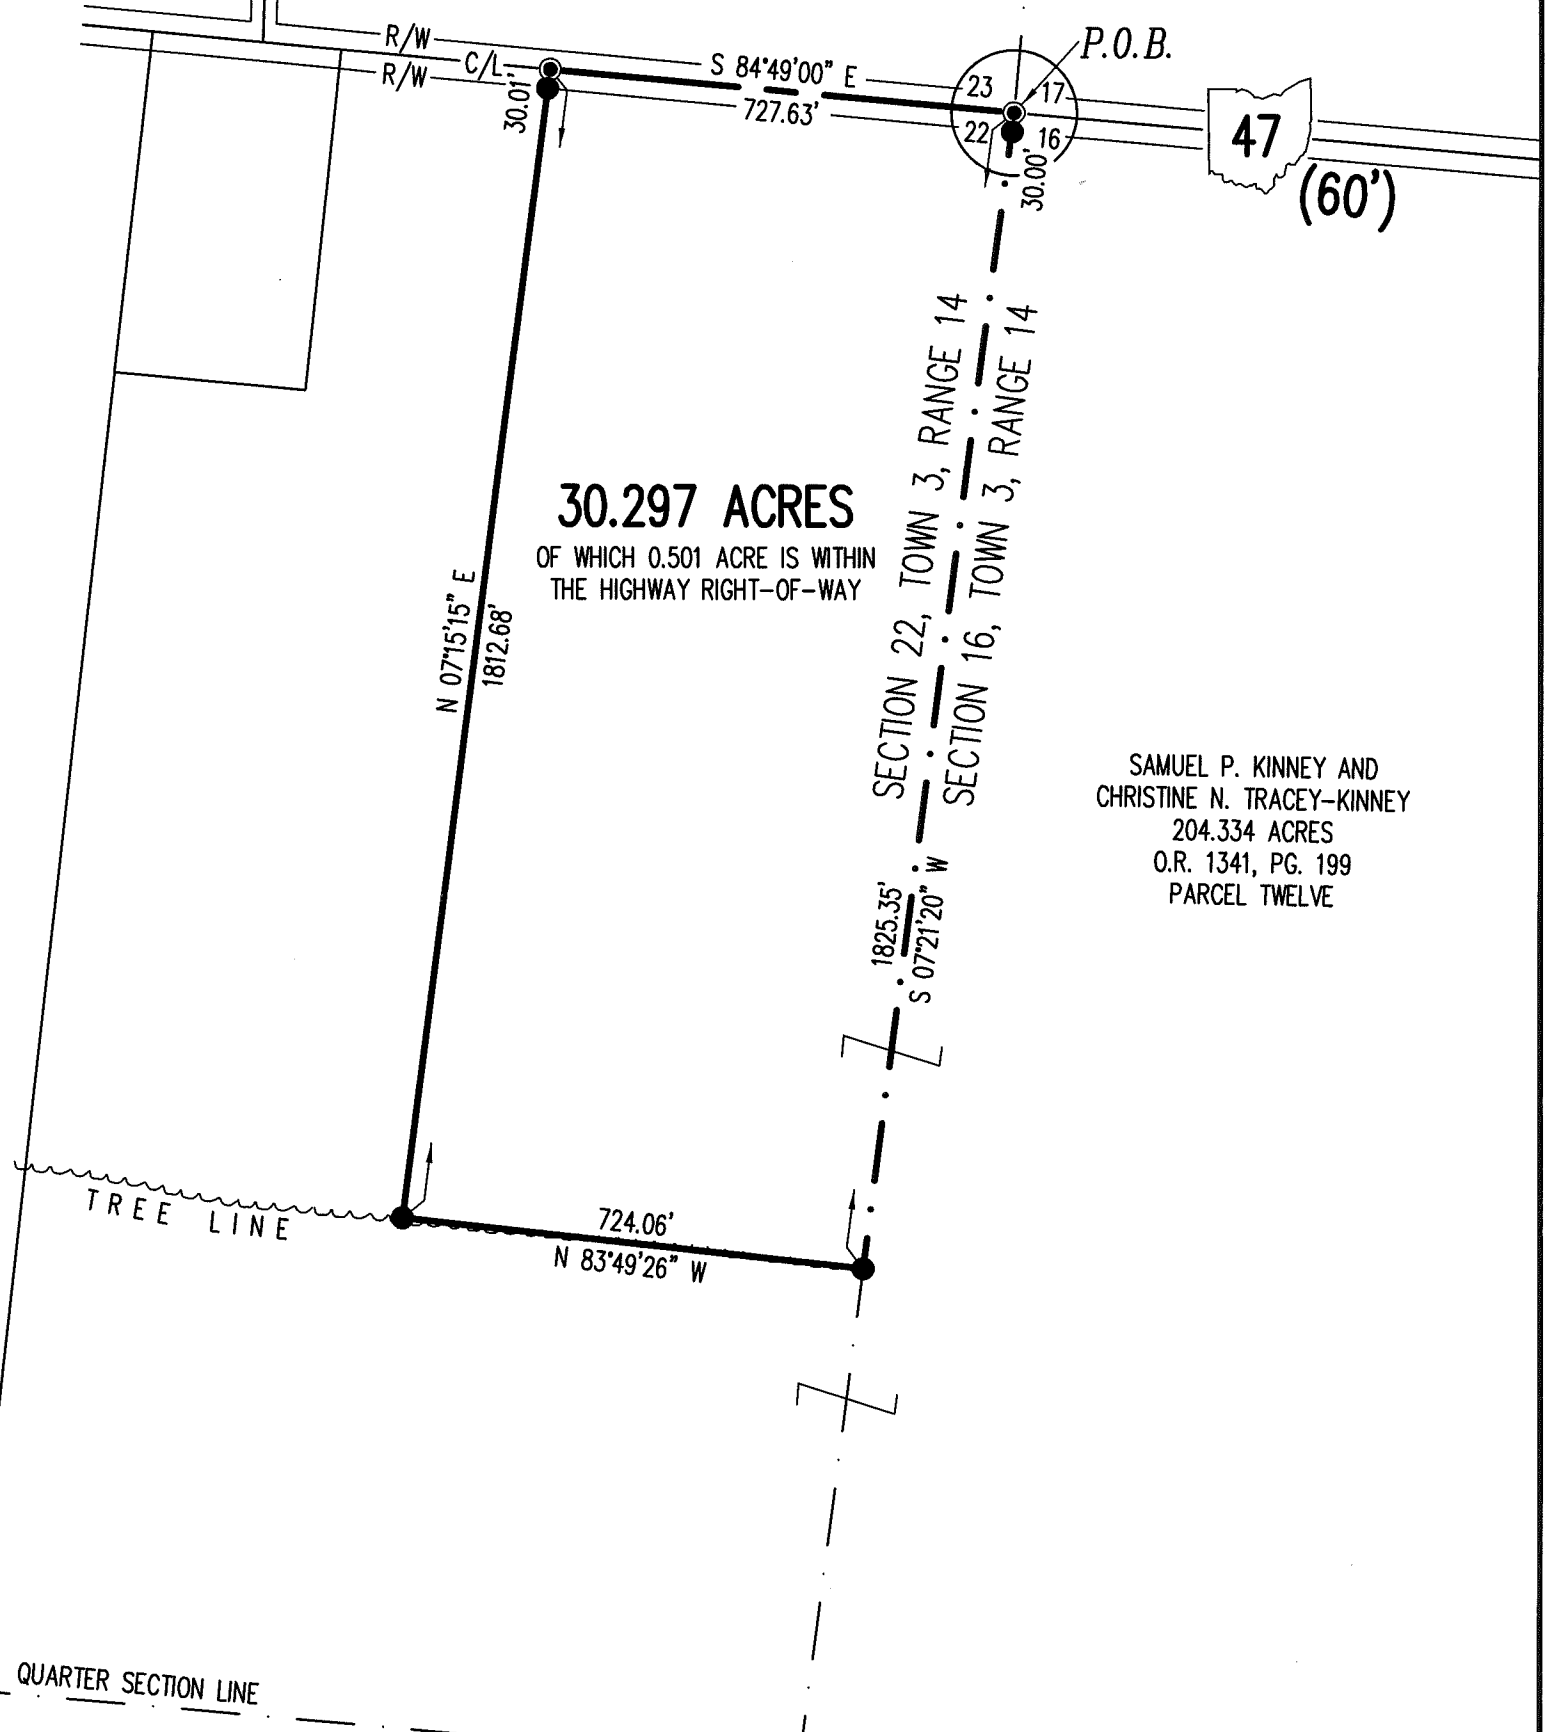 R/W
C/L
R/W
30.01'
S 84°49'00" E
727.63'
P.O.B.
23
17
22
16
30.00'
47
(60')
SECTION 22, TOWN 3, RANGE 14
SECTION 16, TOWN 3, RANGE 14
30.297 ACRES
OF WHICH 0.501 ACRE IS WITHIN
THE HIGHWAY RIGHT-OF-WAY
N 07°15'15" E
1812.68'
SAMUEL P. KINNEY AND
CHRISTINE N. TRACEY-KINNEY
204.334 ACRES
O.R. 1341, PG. 199
PARCEL TWELVE
1825.35'
S 07°21'20" W
TREE LINE
724.06'
N 83°49'26" W
QUARTER SECTION LINE